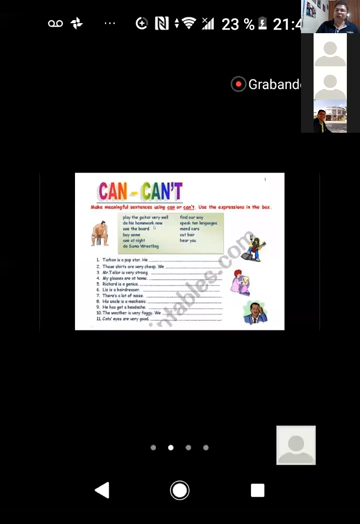 23 % 21:4
Grabando
1
CAN - CAN'T
Make meaningful sentences using can or can't. Use the expressions in the box.
play the guitar very well
do his homework now
see the board
buy some
see at night
do Sumo Wrestling
find our way
speak ten languages
mend cars
cut hair
hear you
1. Tarkan is a pop star. He
2. Those shirts are very cheap. We
3. Mr Tailor is very strong.
4. My glasses are at home.
5. Richard is a genius.
6. Liz is a hairdresser.
7. There's a lot of noise.
8. His uncle is a mechanic
9. He has got a headache.
10. The weather is very foggy. We
11. Cats' eyes are very good.
ntables.com